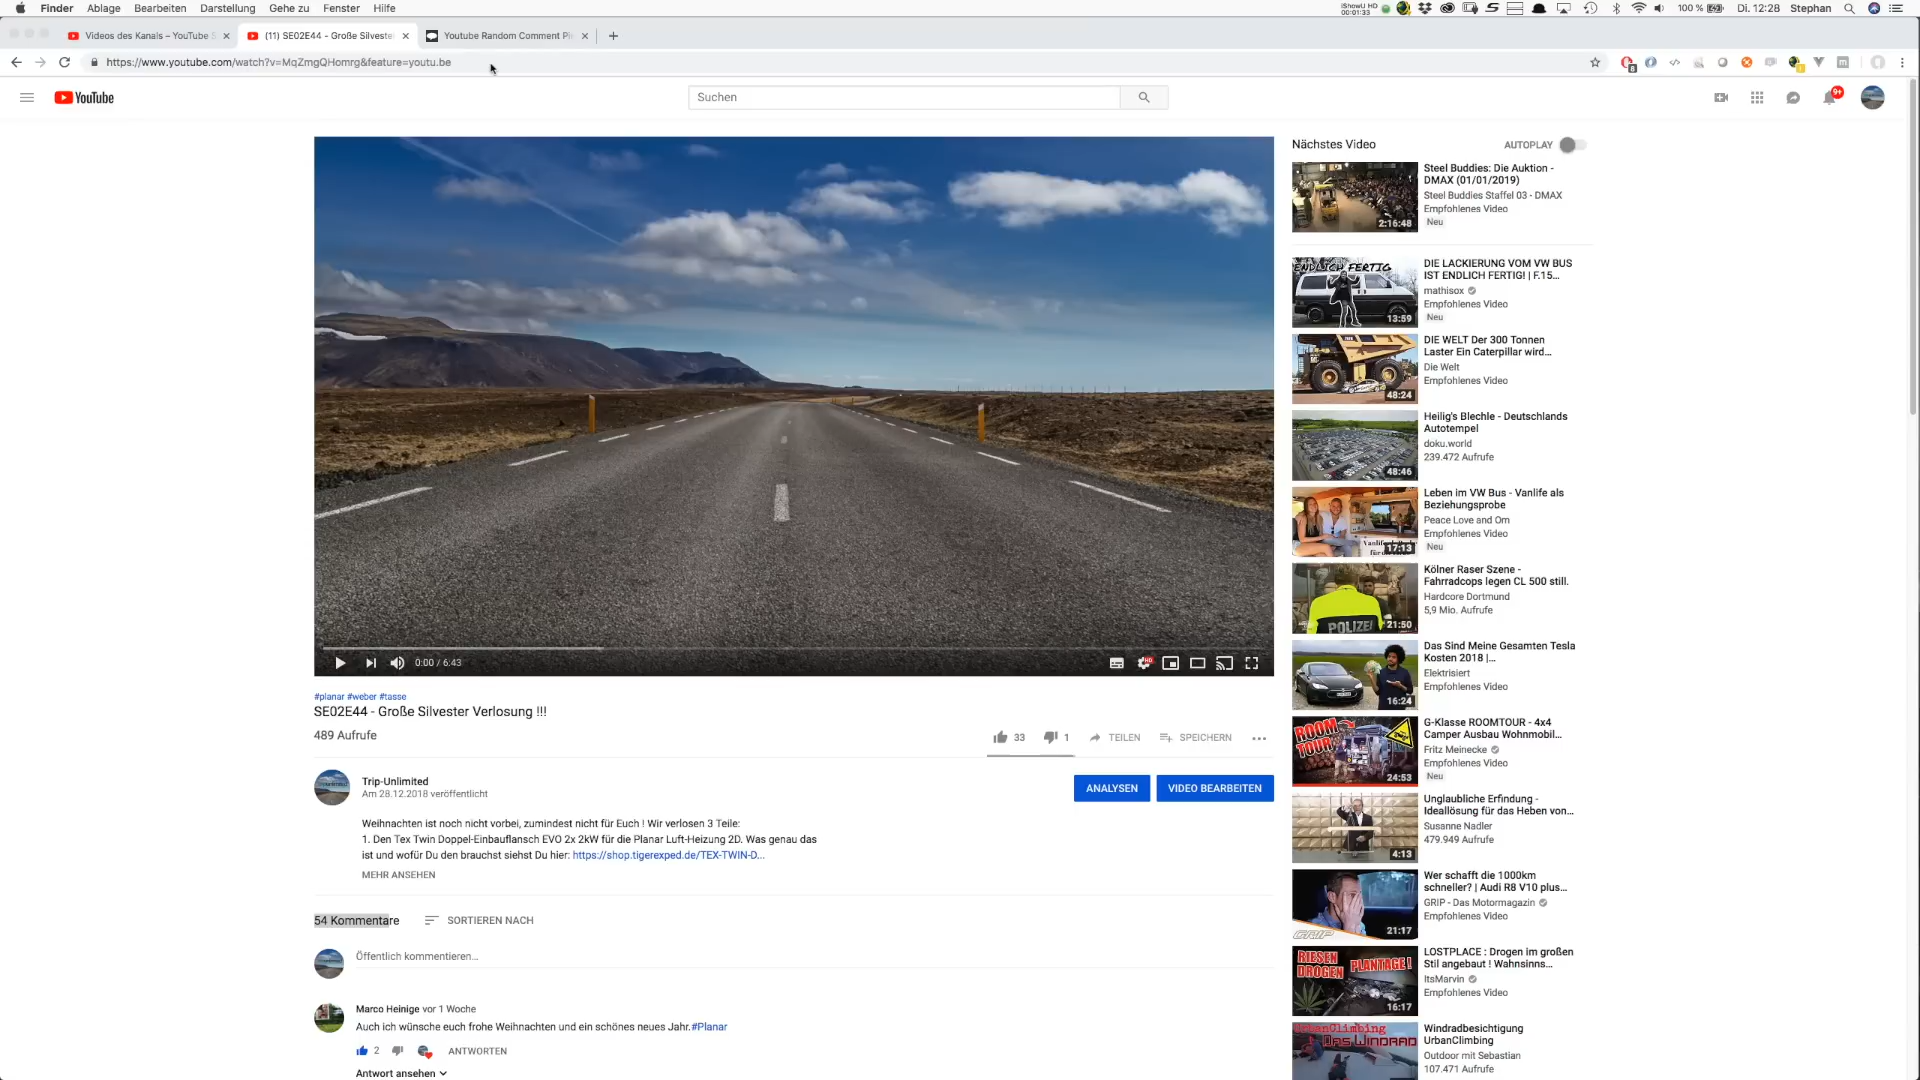 Finder Ablage Bearbeiten Darstellung Gehe zu Fenster Hilfe
iShowU HD
00:01:33
100 % Di. 12:28 Stephan
Videos des Kanals – YouTube S
(11) SE02E44 - Große Silvester
Youtube Random Comment Pi
https://www.youtube.com/watch?v=MqZmgQHomrg&feature=youtu.be
YouTube
Suchen
9+
0:00 / 6:43
#planar #weber #tasse
SE02E44 - Große Silvester Verlosung !!!
489 Aufrufe
33
1
TEILEN
SPEICHERN
Trip-Unlimited
Am 28.12.2018 veröffentlicht
ANALYSEN
VIDEO BEARBEITEN
Weihnachten ist noch nicht vorbei, zumindest nicht für Euch ! Wir verlosen 3 Teile:
1. Den Tex Twin Doppel-Einbauflansch EVO 2x 2kW für die Planar Luft-Heizung 2D. Was genau das
ist und wofür Du den brauchst siehst Du hier: https://shop.tigerexped.de/TEX-TWIN-D...
MEHR ANSEHEN
54 Kommentare
SORTIEREN NACH
Öffentlich kommentieren...
Marco Heinige vor 1 Woche
Auch ich wünsche euch frohe Weihnachten und ein schönes neues Jahr.#Planar
2
ANTWORTEN
Antwort ansehen
Nächstes Video
AUTOPLAY
2:16:48
Steel Buddies: Die Auktion -
DMAX (01/01/2019)
Steel Buddies Staffel 03 - DMAX
Empfohlenes Video
Neu
ENDLICH FERTIG
13:59
DIE LACKIERUNG VOM VW BUS
IST ENDLICH FERTIG! | F.15...
mathisox
Empfohlenes Video
Neu
48:24
DIE WELT Der 300 Tonnen
Laster Ein Caterpillar wird...
Die Welt
Empfohlenes Video
48:46
Heilig's Blechle - Deutschlands
Autotempel
doku.world
239.472 Aufrufe
17:13
Leben im VW Bus - Vanlife als
Beziehungsprobe
Peace Love and Om
Empfohlenes Video
Neu
POLIZEI
21:50
Kölner Raser Szene -
Fahrradcops legen CL 500 still.
Hardcore Dortmund
5,9 Mio. Aufrufe
16:24
Das Sind Meine Gesamten Tesla
Kosten 2018 |...
Elektrisiert
Empfohlenes Video
ROOM
TOUR
24:53
G-Klasse ROOMTOUR - 4x4
Camper Ausbau Wohnmobil...
Fritz Meinecke
Empfohlenes Video
Neu
4:13
Unglaubliche Erfindung -
Ideallösung für das Heben von...
Susanne Nadler
479.949 Aufrufe
GRIP
21:17
Wer schafft die 1000km
schneller? | Audi R8 V10 plus...
GRIP - Das Motormagazin
Empfohlenes Video
RIESEN
DROGEN PLANTAGE!
16:17
LOSTPLACE : Drogen im großen
Stil angebaut ! Wahnsinns...
ItsMarvin
Empfohlenes Video
UrbanClimbing
DAS WINDRAD
Windradbesichtigung
UrbanClimbing
Outdoor mit Sebastian
107.471 Aufrufe